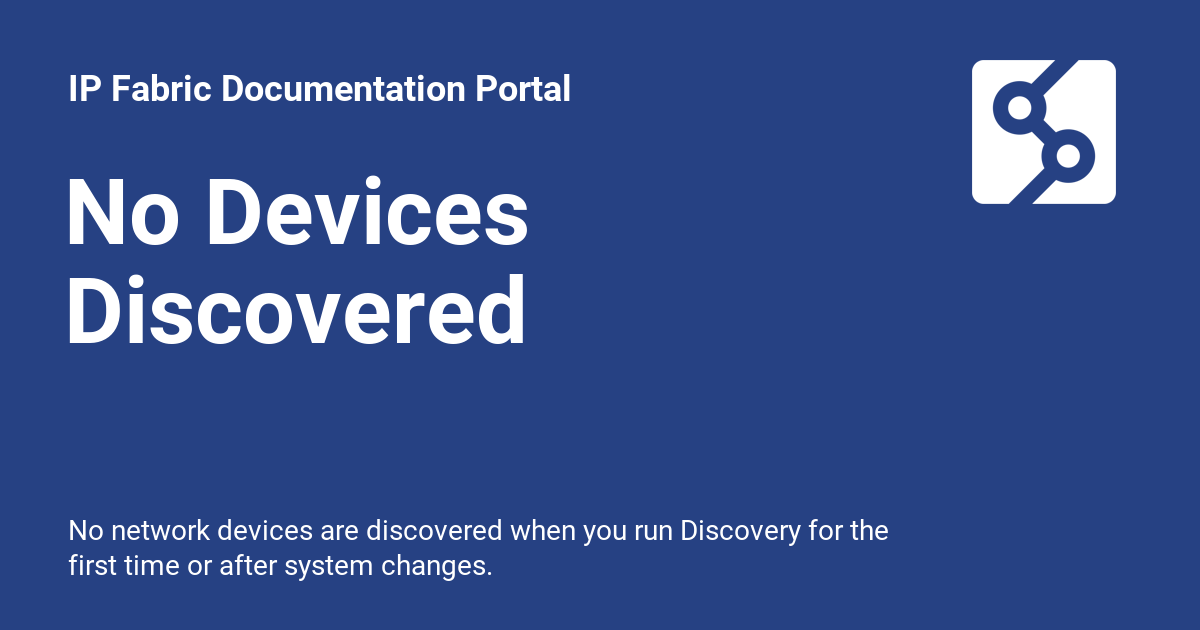 IP Fabric Documentation Portal
No Devices
Discovered
No network devices are discovered when you run Discovery for the
first time or after system changes.